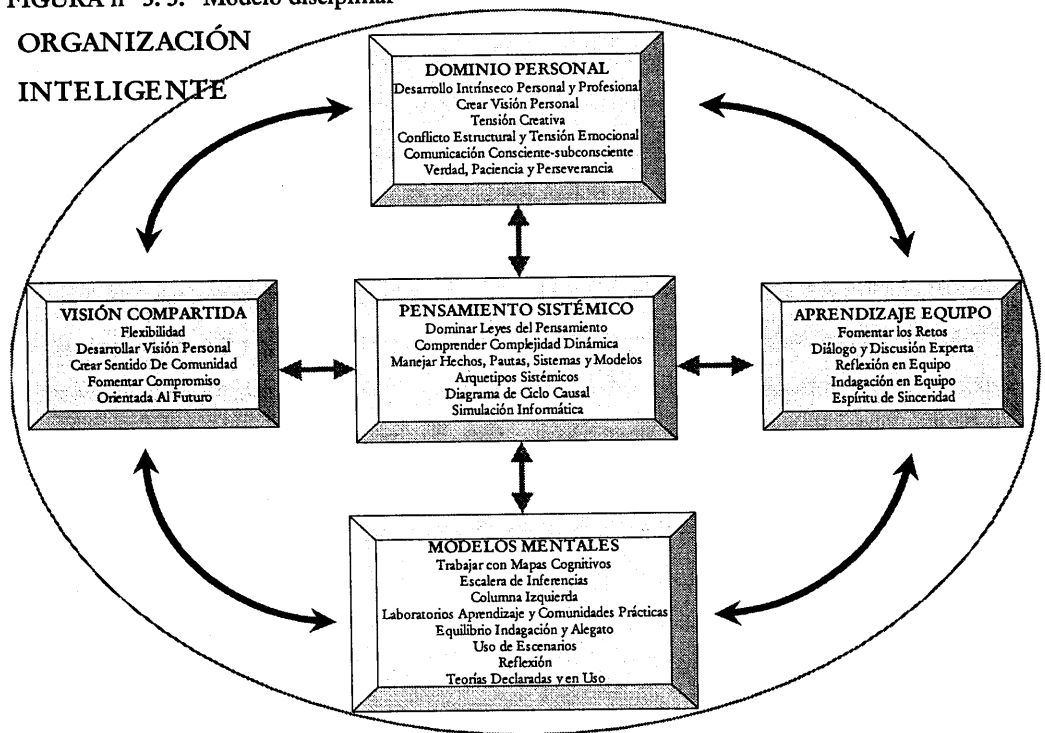 FIGURA nº 3. 3. Modelo disciplinar
ORGANIZACIÓN
INTELIGENTE
DOMINIO PERSONAL
Desarrollo Intrínseco Personal y Profesional
Crear Visión Personal
Tensión Creativa
Conflicto Estructural y Tensión Emocional
Comunicación Consciente-subconsciente
Verdad, Paciencia y Perseverancia
VISIÓN COMPARTIDA
Flexibilidad
Desarrollar Visión Personal
Crear Sentido De Comunidad
Fomentar Compromiso
Orientada Al Futuro
PENSAMIENTO SISTÉMICO
Dominar Leyes del Pensamiento
Comprender Complejidad Dinámica
Manejar Hechos, Pautas, Sistemas y Modelos
Arquetipos Sistémicos
Diagrama de Ciclo Causal
Simulación Informática
APRENDIZAJE EQUIPO
Fomentar los Retos
Diálogo y Discusión Experta
Reflexión en Equipo
Indagación en Equipo
Espíritu de Sinceridad
MODELOS MENTALES
Trabajar con Mapas Cognitivos
Escalera de Inferencias
Columna Izquierda
Laboratorios Aprendizaje y Comunidades Prácticas
Equilibrio Indagación y Alegato
Uso de Escenarios
Reflexión
Teorías Declaradas y en Uso